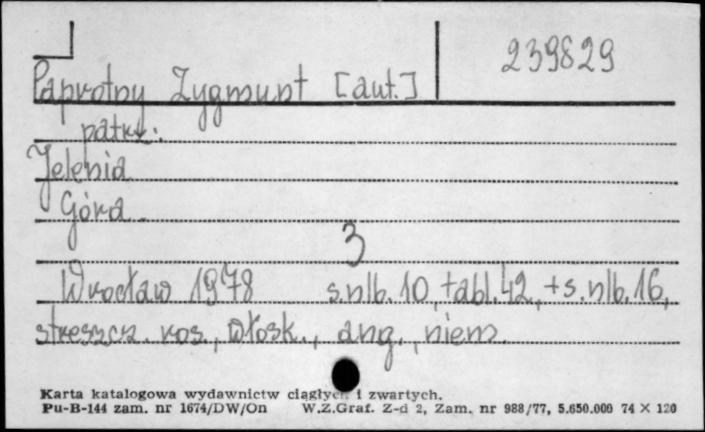 239829
Paprotny Zygmunt [aut.]
patrz:
Jelenia
Góra.
3
Wrocław 1978 s.nlb. 10, tabl. 42, + s. nlb. 16,
streszcz. ros., włosk., ang., niem.
Karta katalogowa wydawnictw ciągłych i zwartych.
Pu-B-144 zam. nr 1674/DW/On W.Z.Graf. Z-d 2, Zam. nr 988/77, 5.650.000 74 X 120